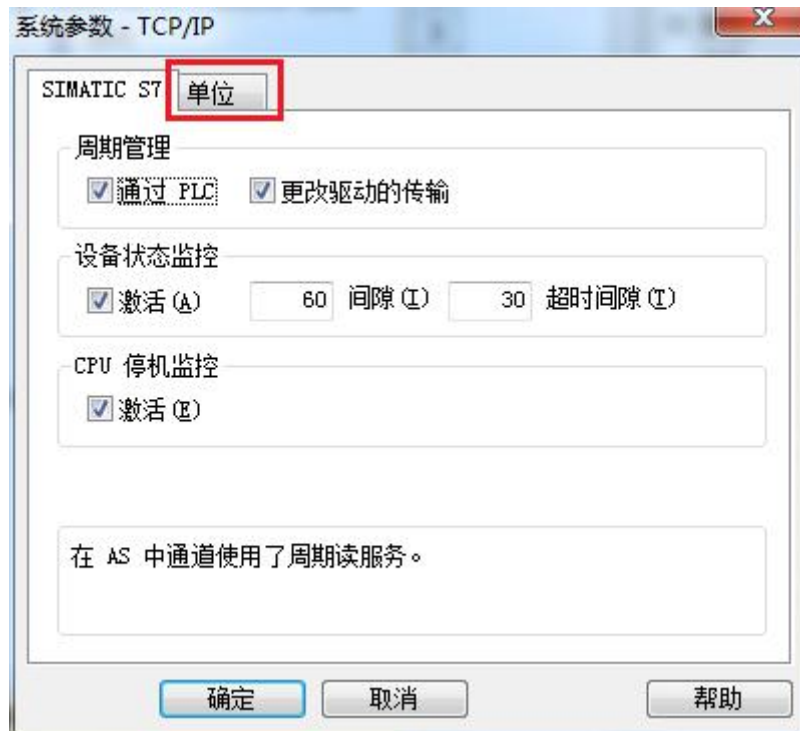 系统参数 - TCP/IP
SIMATIC S7 单位
周期管理
通过 PLC 更改驱动的传输
设备状态监控
激活(A) 60 间隙(I) 30 超时间隙(T)
CPU 停机监控
激活(E)
在 AS 中通道使用了周期读服务。
确定 取消 帮助